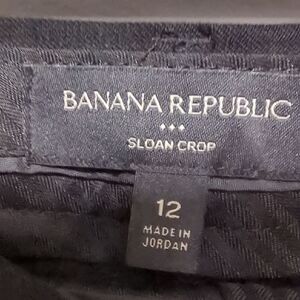 BANANA REPUBLIC
SLOAN CROP
12
MADE IN
JORDAN